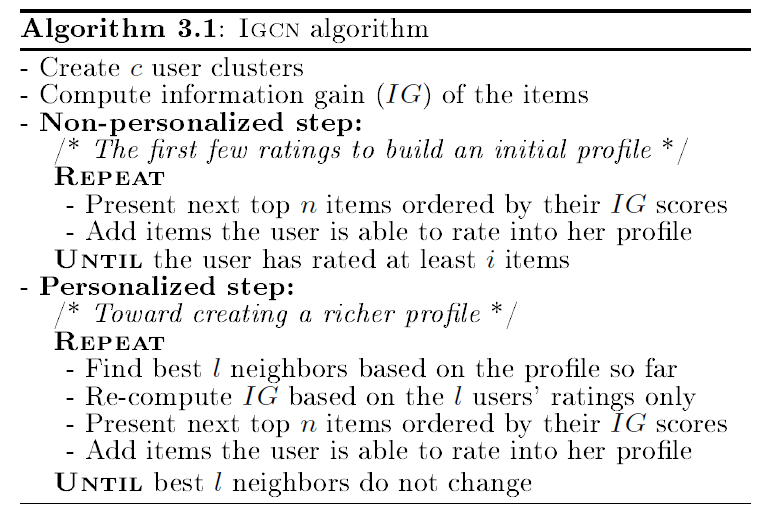 Algorithm 3.1: IGCN algorithm
- Create c user clusters
- Compute information gain (IG) of the items
- Non-personalized step:
/* The first few ratings to build an initial profile */
REPEAT
- Present next top n items ordered by their IG scores
- Add items the user is able to rate into her profile
UNTIL the user has rated at least i items
- Personalized step:
/* Toward creating a richer profile */
REPEAT
- Find best l neighbors based on the profile so far
- Re-compute IG based on the l users' ratings only
- Present next top n items ordered by their IG scores
- Add items the user is able to rate into her profile
UNTIL best l neighbors do not change